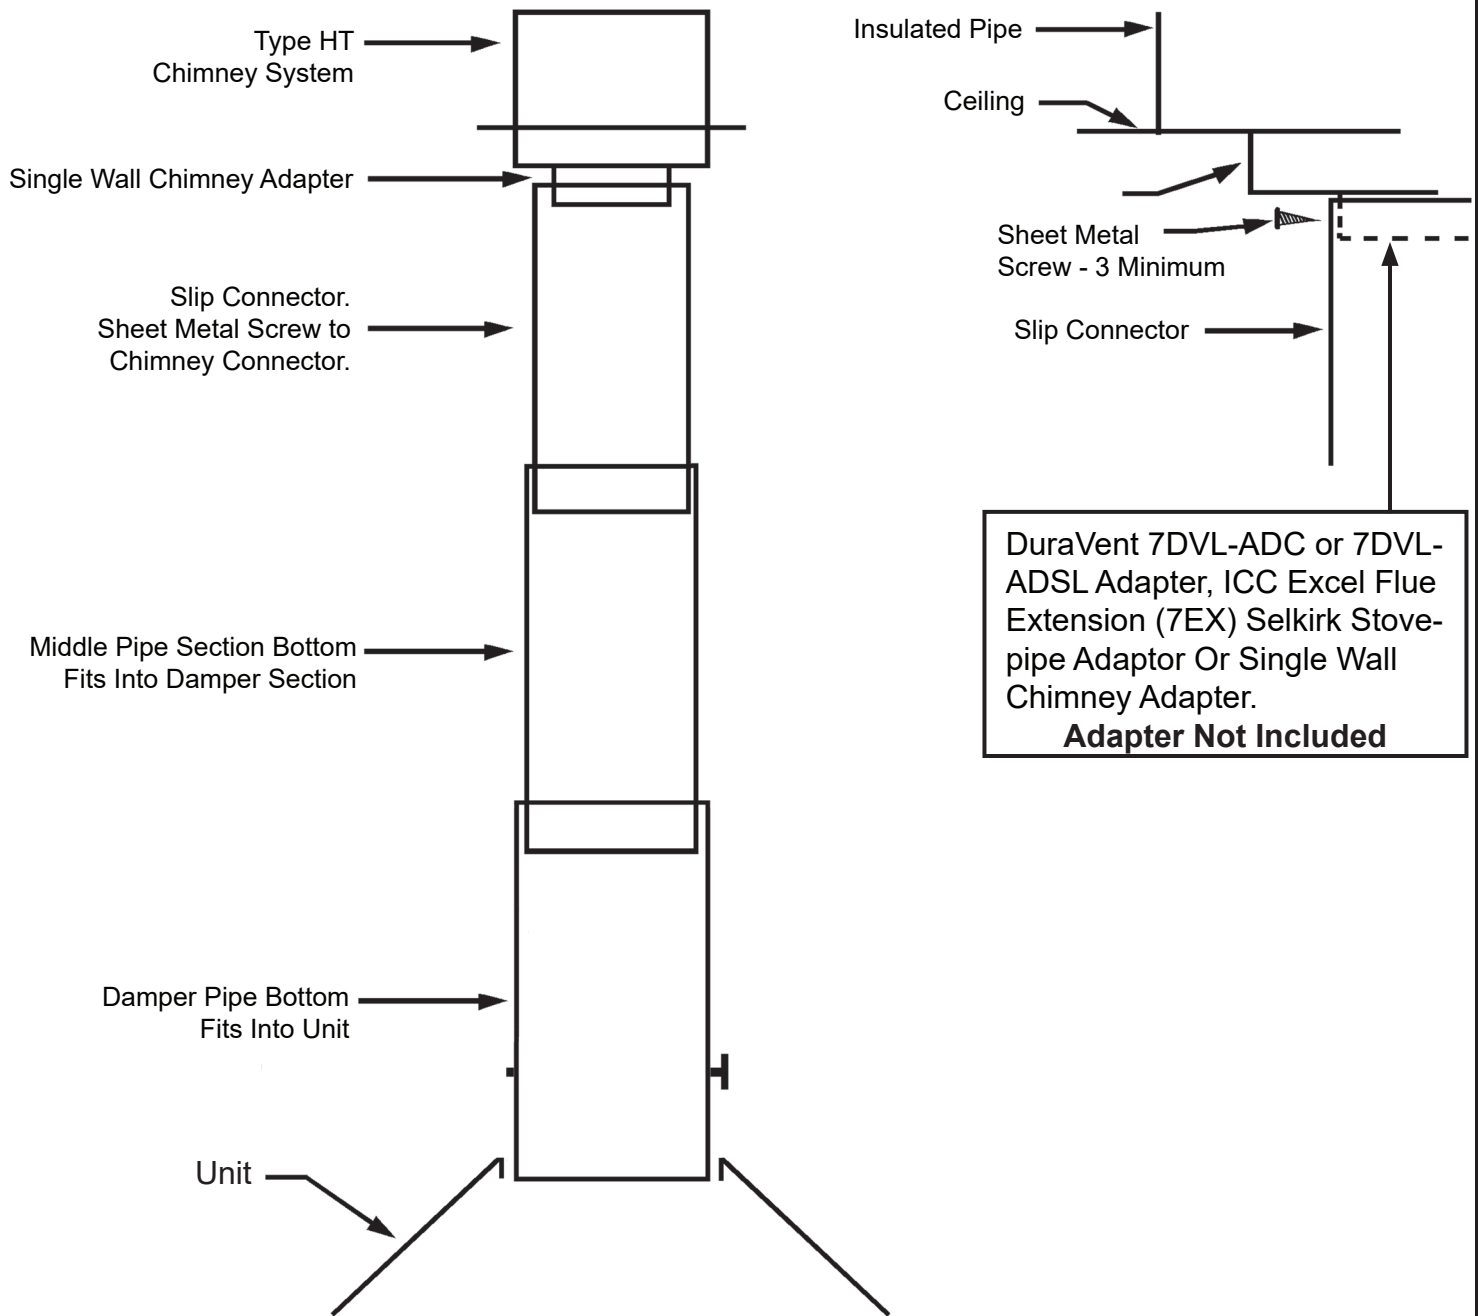 Type HT
Chimney System
Single Wall Chimney Adapter
Slip Connector.
Sheet Metal Screw to
Chimney Connector.
Middle Pipe Section Bottom
Fits Into Damper Section
Damper Pipe Bottom
Fits Into Unit
Unit
Insulated Pipe
Ceiling
Sheet Metal
Screw - 3 Minimum
Slip Connector
DuraVent 7DVL-ADC or 7DVL-
ADSL Adapter, ICC Excel Flue
Extension (7EX) Selkirk Stove-
pipe Adaptor Or Single Wall
Chimney Adapter.
Adapter Not Included